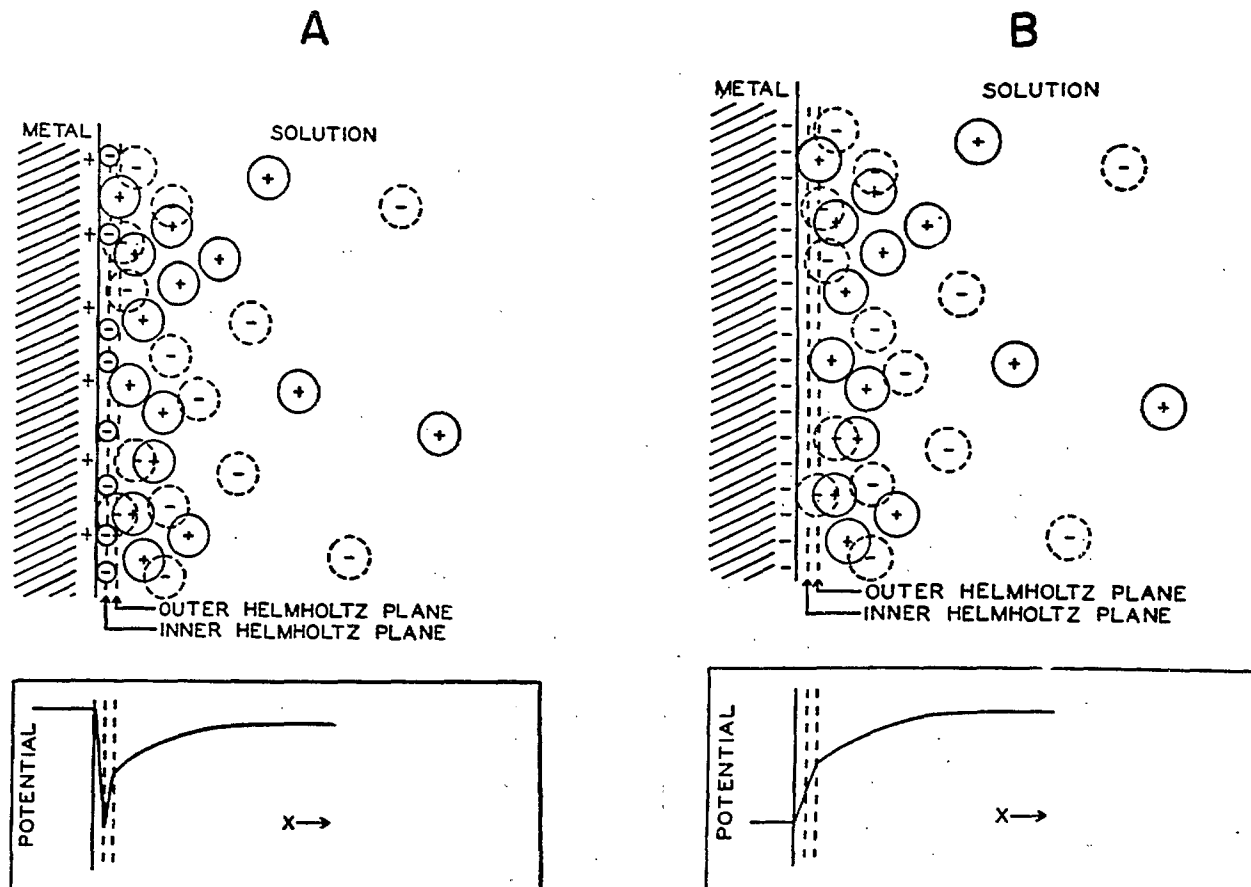 A
METAL
SOLUTION
OUTER HELMHOLTZ PLANE
INNER HELMHOLTZ PLANE
POTENTIAL
X→
B
METAL
SOLUTION
OUTER HELMHOLTZ PLANE
INNER HELMHOLTZ PLANE
POTENTIAL
X→